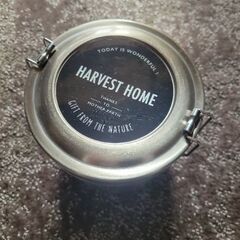 TODAY IS WONDERFUL!
HARVEST HOME
THANKS
TO
MOTHER-EARTH
GIFT FROM THE NATURE